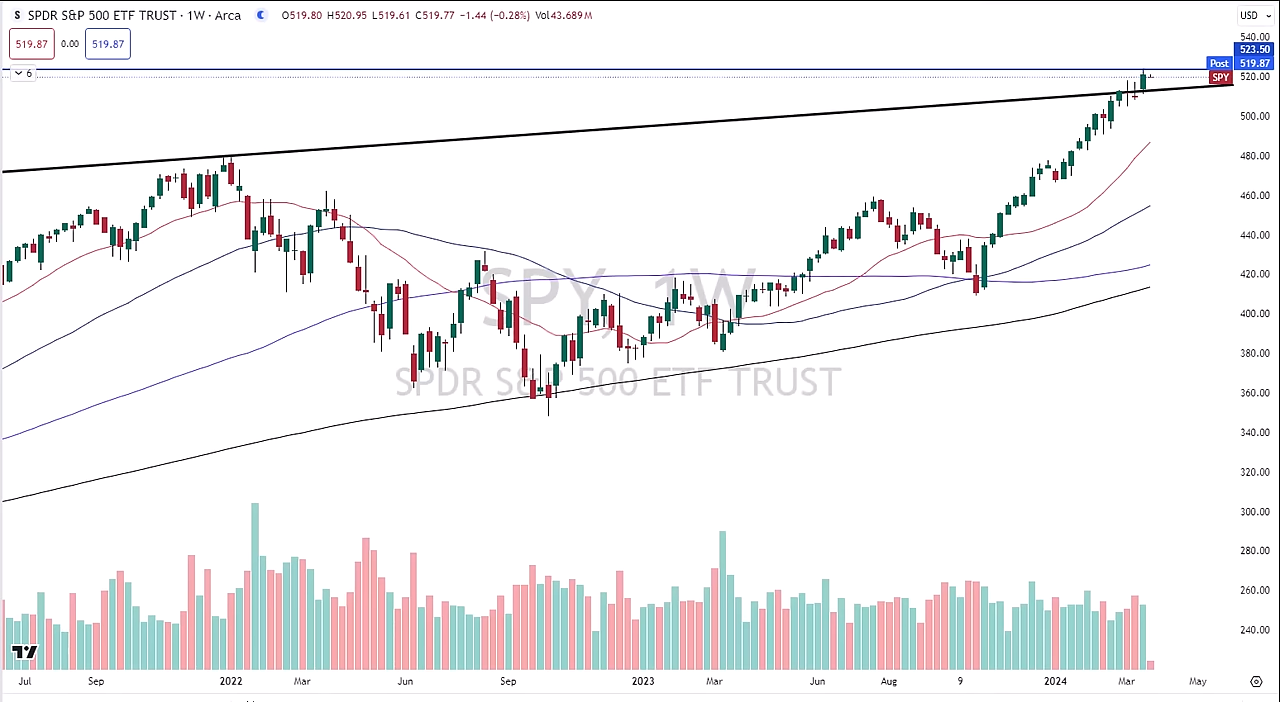 S SPDR S&P 500 ETF TRUST · 1W · Arca O519.80 H520.95 L519.61 C519.77 −1.44 (−0.28%) Vol43.689M USD
519.87 0.00 519.87
6
540.00
523.50
Post 519.87
SPY 520.00
500.00
480.00
460.00
440.00
420.00
SPY, 1W
400.00
380.00
SPDR S&P 500 ETF TRUST
360.00
340.00
320.00
300.00
280.00
260.00
240.00
Jul Sep 2022 Mar Jun Sep 2023 Mar Jun Aug 9 2024 Mar May